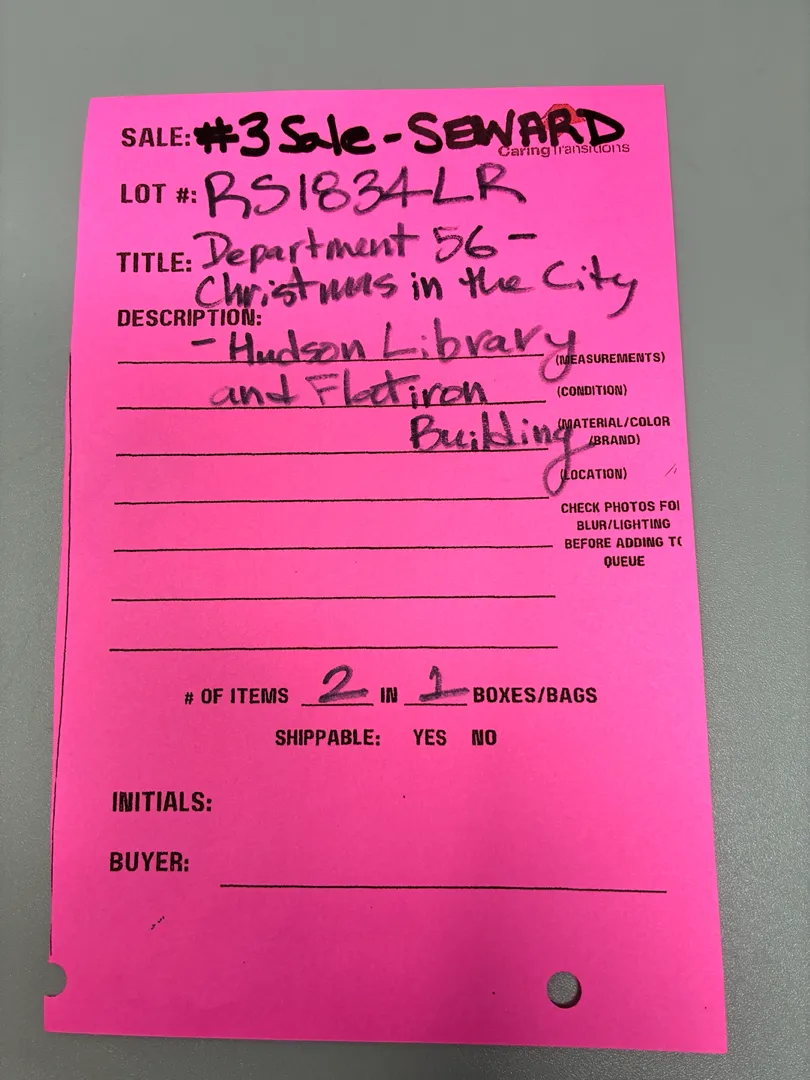 SALE: #3 Sale - SEWARD
Caring Transitions
LOT #: RS1834LR
TITLE: Department 56 -
Christmas in the City
DESCRIPTION:
- Hudson Library
(MEASUREMENTS)
and Flatiron
(CONDITION)
Building
(MATERIAL/COLOR
/BRAND)
(LOCATION)
CHECK PHOTOS FO
BLUR/LIGHTING
BEFORE ADDING T
QUEUE
# OF ITEMS 2 IN 1 BOXES/BAGS
SHIPPABLE: YES NO
INITIALS:
BUYER: